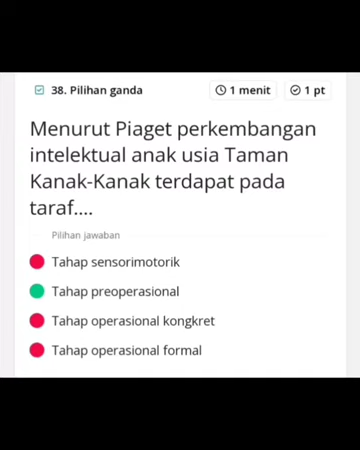 38. Pilihan ganda
1 menit
1 pt
Menurut Piaget perkembangan
intelektual anak usia Taman
Kanak-Kanak terdapat pada
taraf....
Pilihan jawaban
Tahap sensorimotorik
Tahap preoperasional
Tahap operasional kongkret
Tahap operasional formal